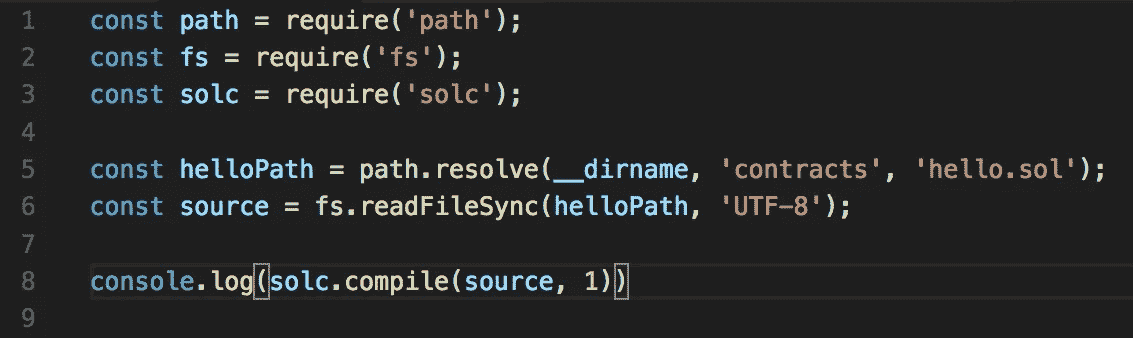 1 const path = require('path');
2 const fs = require('fs');
3 const solc = require('solc');
4
5 const helloPath = path.resolve(__dirname, 'contracts', 'hello.sol');
6 const source = fs.readFileSync(helloPath, 'UTF-8');
7
8 console.log(solc.compile(source, 1))
9